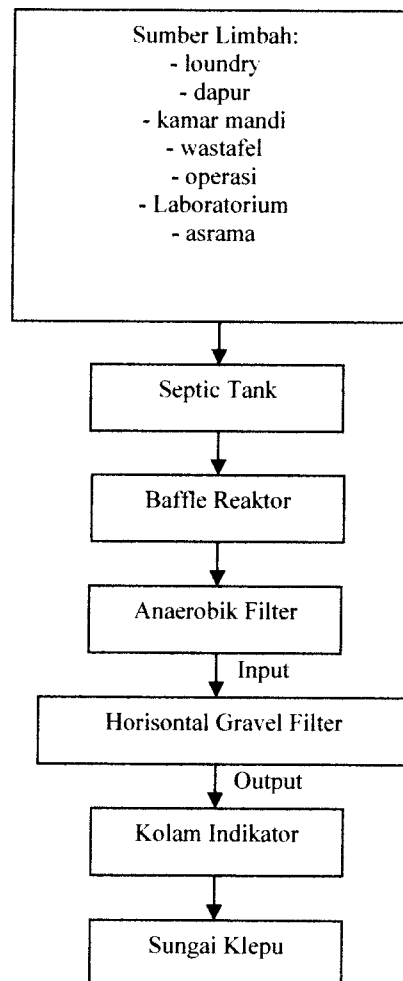 Sumber Limbah:
- loundry
- dapur
- kamar mandi
- wastafel
- operasi
- Laboratorium
- asrama
Septic Tank
Baffle Reaktor
Anaerobik Filter
Input
Horisontal Gravel Filter
Output
Kolam Indikator
Sungai Klepu